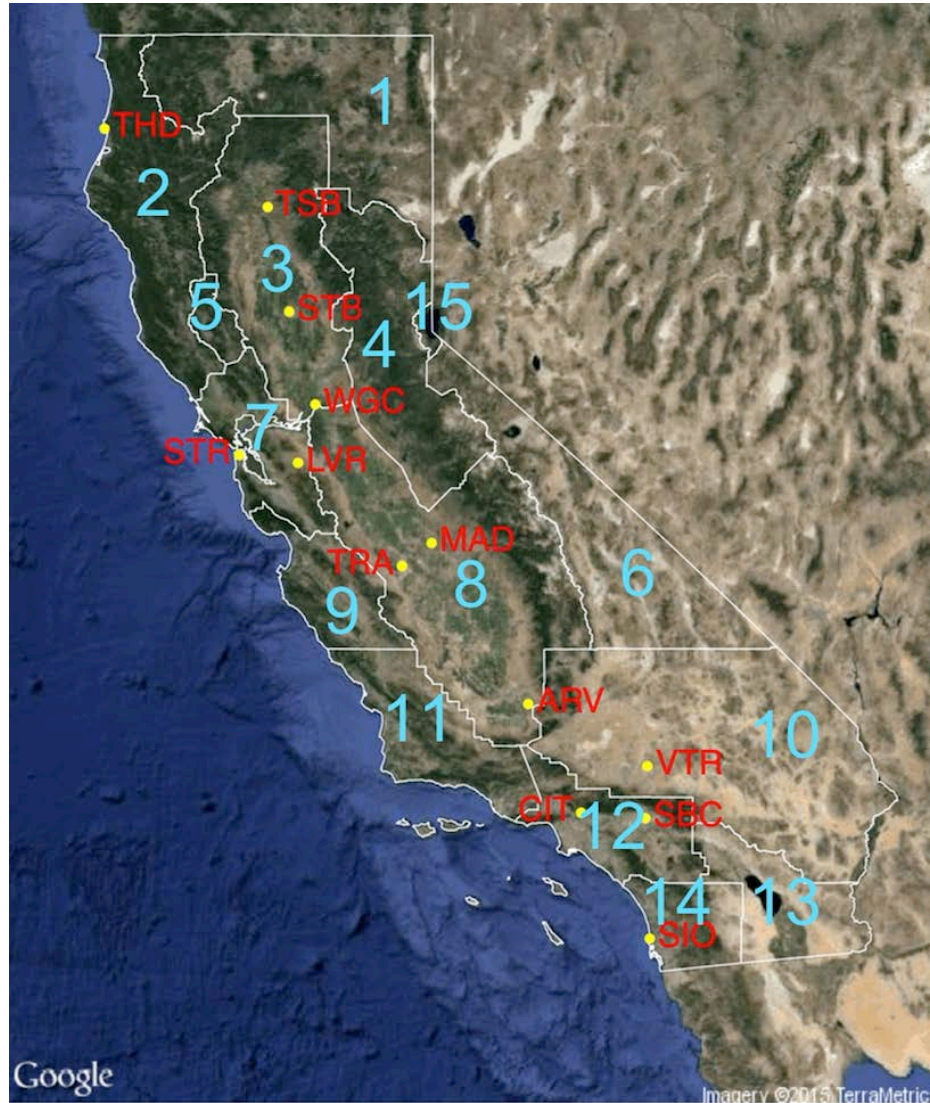 1
THD
2
TSB
3
5
STB
15
4
WGC
7
STR
LVR
MAD
TRA
8
6
9
ARV
11
10
VTR
CIT
12
SBC
14
13
SIO
Google
Imagery ©2015 TerraMetric